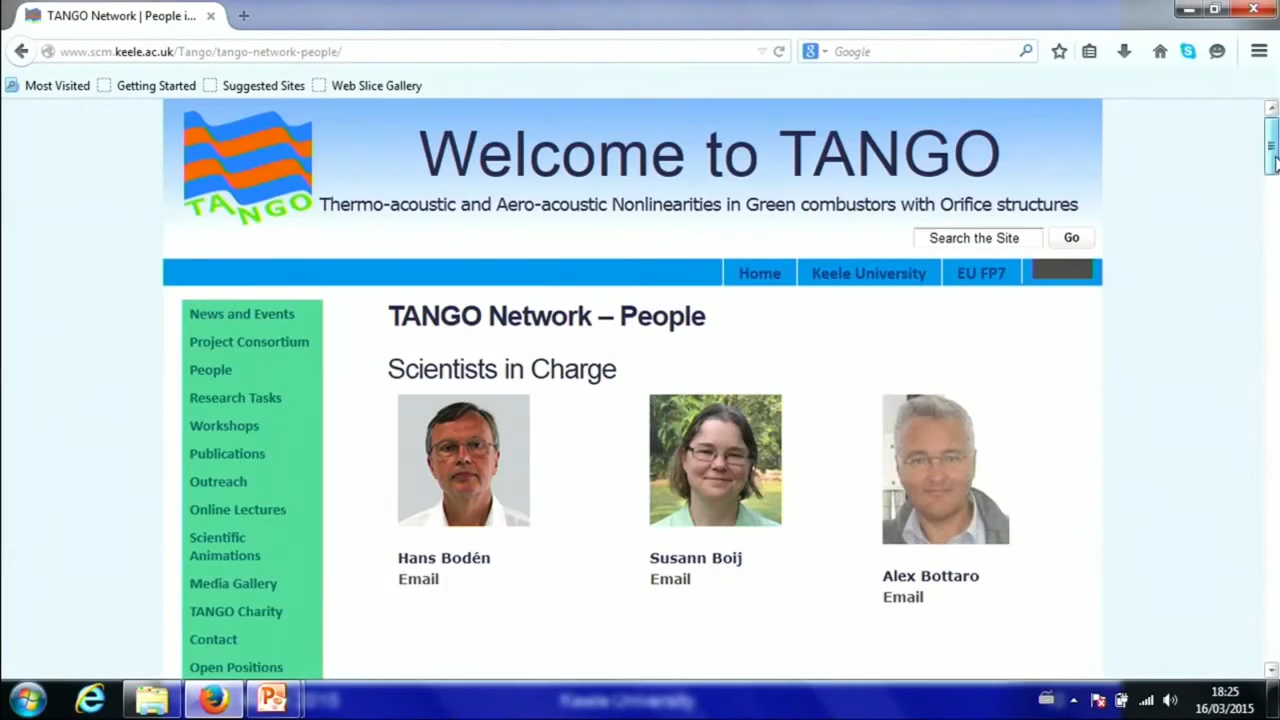 TANGO Network | People i...
www.scm.keele.ac.uk/Tango/tango-network-people/
Google
Most Visited
Getting Started
Suggested Sites
Web Slice Gallery
TANGO
Welcome to TANGO
Thermo-acoustic and Aero-acoustic Nonlinearities in Green combustors with Orifice structures
Search the Site
Go
Home
Keele University
EU FP7
News and Events
Project Consortium
People
Research Tasks
Workshops
Publications
Outreach
Online Lectures
Scientific
Animations
Media Gallery
TANGO Charity
Contact
Open Positions
TANGO Network – People
Scientists in Charge
Hans Bodén
Email
Susann Boij
Email
Alex Bottaro
Email
2015
Keele University
18:25
16/03/2015